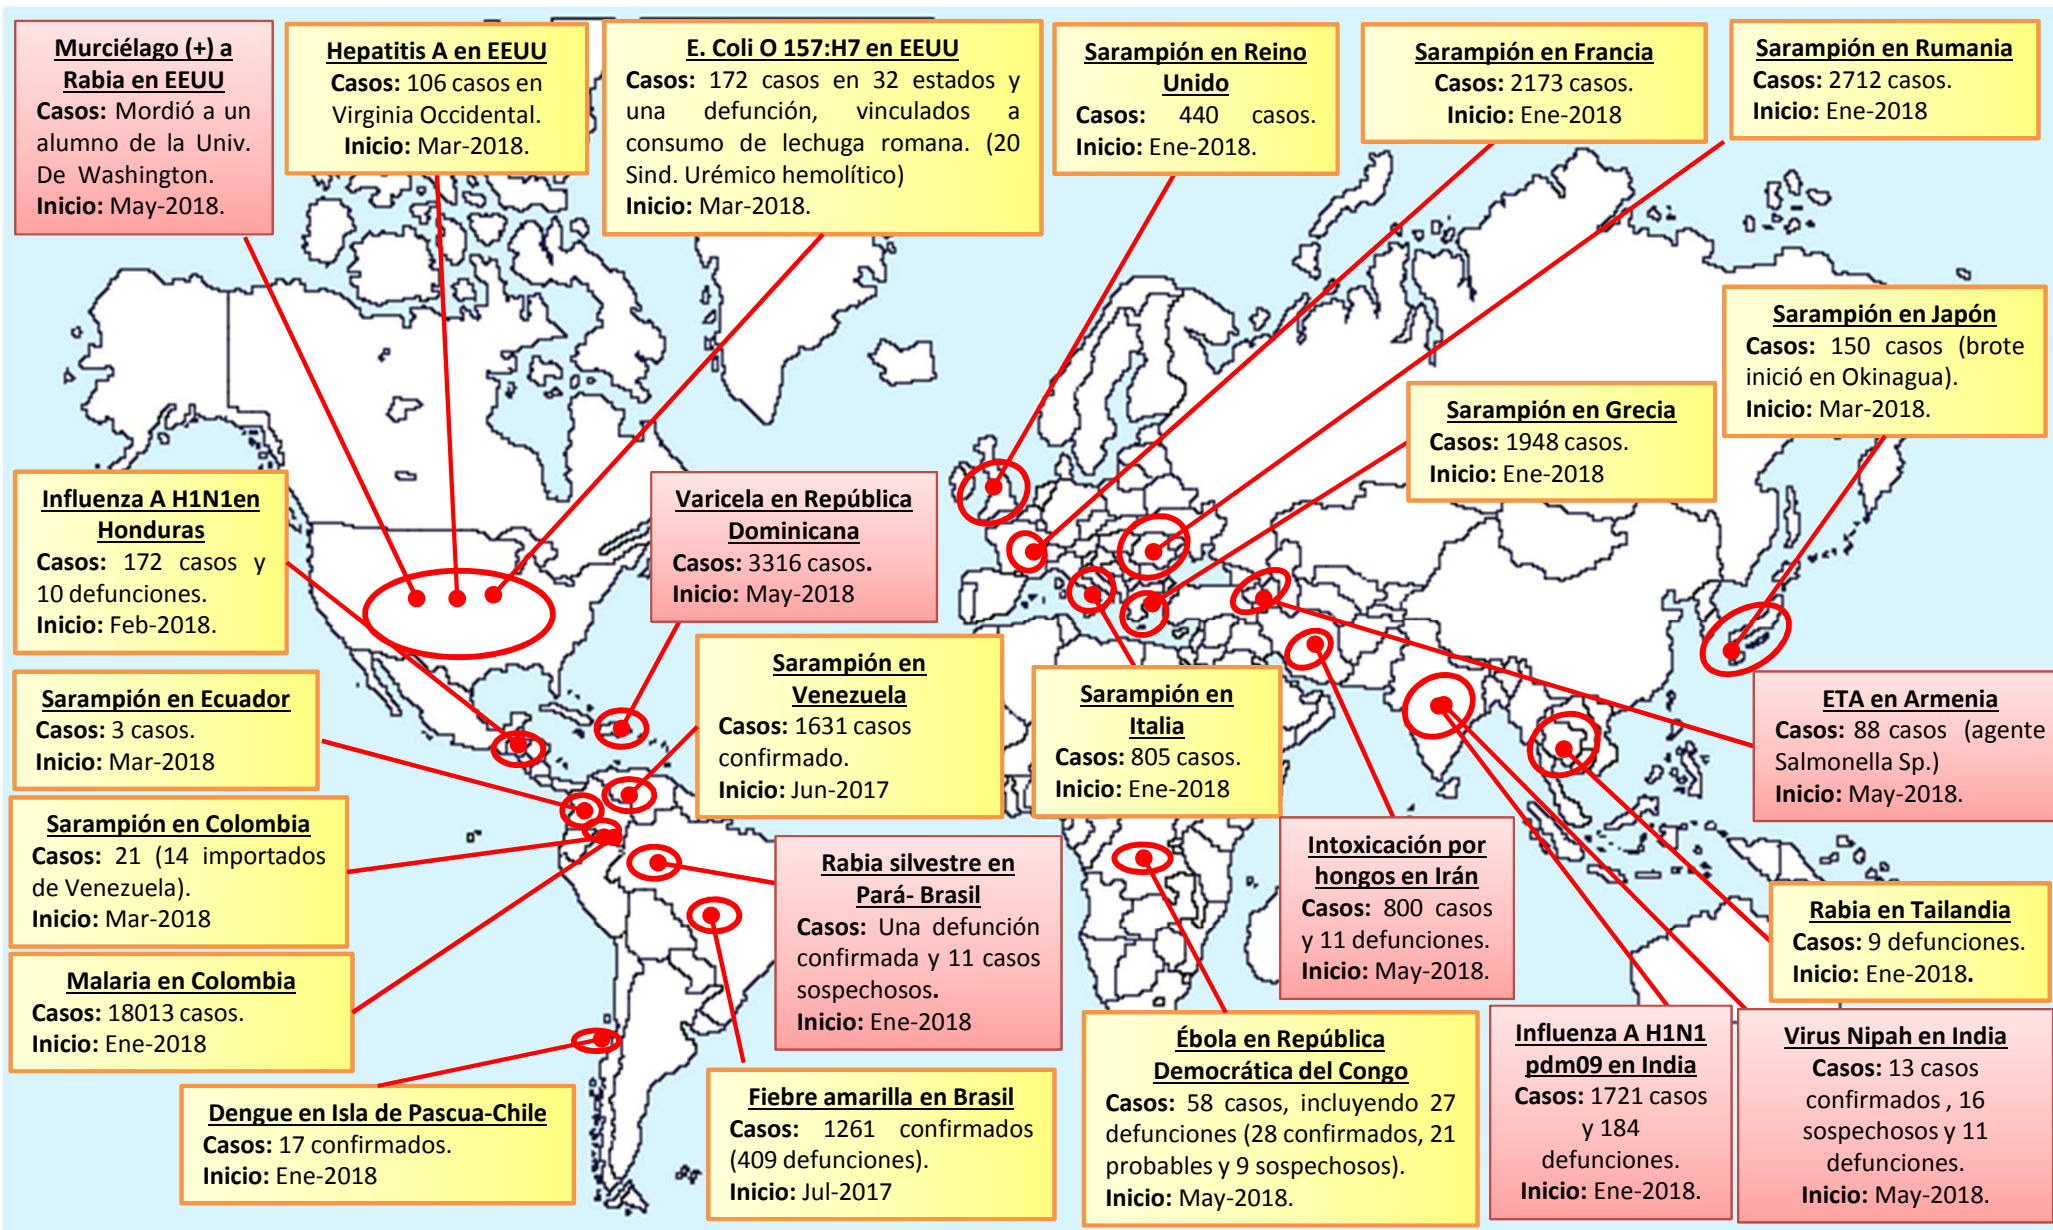 Murciélago (+) a
Rabia en EEUU
Casos: Mordió a un
alumno de la Univ.
De Washington.
Inicio: May-2018.
Hepatitis A en EEUU
Casos: 106 casos en
Virginia Occidental.
Inicio: Mar-2018.
E. Coli O 157:H7 en EEUU
Casos: 172 casos en 32 estados y
una defunción, vinculados a
consumo de lechuga romana. (20
Sind. Urémico hemolítico)
Inicio: Mar-2018.
Sarampión en Reino
Unido
Casos: 440 casos.
Inicio: Ene-2018.
Sarampión en Francia
Casos: 2173 casos.
Inicio: Ene-2018
Sarampión en Rumania
Casos: 2712 casos.
Inicio: Ene-2018
Sarampión en Japón
Casos: 150 casos (brote
inició en Okinagua).
Inicio: Mar-2018.
Sarampión en Grecia
Casos: 1948 casos.
Inicio: Ene-2018
Influenza A H1N1en
Honduras
Casos: 172 casos y
10 defunciones.
Inicio: Feb-2018.
Varicela en República
Dominicana
Casos: 3316 casos.
Inicio: May-2018
Sarampión en
Venezuela
Casos: 1631 casos
confirmado.
Inicio: Jun-2017
Sarampión en
Italia
Casos: 805 casos.
Inicio: Ene-2018
ETA en Armenia
Casos: 88 casos (agente
Salmonella Sp.)
Inicio: May-2018.
Sarampión en Ecuador
Casos: 3 casos.
Inicio: Mar-2018
Sarampión en Colombia
Casos: 21 (14 importados
de Venezuela).
Inicio: Mar-2018
Rabia silvestre en
Pará- Brasil
Casos: Una defunción
confirmada y 11 casos
sospechosos.
Inicio: Ene-2018
Intoxicación por
hongos en Irán
Casos: 800 casos
y 11 defunciones.
Inicio: May-2018.
Rabia en Tailandia
Casos: 9 defunciones.
Inicio: Ene-2018.
Malaria en Colombia
Casos: 18013 casos.
Inicio: Ene-2018
Dengue en Isla de Pascua-Chile
Casos: 17 confirmados.
Inicio: Ene-2018
Fiebre amarilla en Brasil
Casos: 1261 confirmados
(409 defunciones).
Inicio: Jul-2017
Ébola en República
Democrática del Congo
Casos: 58 casos, incluyendo 27
defunciones (28 confirmados, 21
probables y 9 sospechosos).
Inicio: May-2018.
Influenza A H1N1
pdm09 en India
Casos: 1721 casos
y 184
defunciones.
Inicio: Ene-2018.
Virus Nipah en India
Casos: 13 casos
confirmados , 16
sospechosos y 11
defunciones.
Inicio: May-2018.